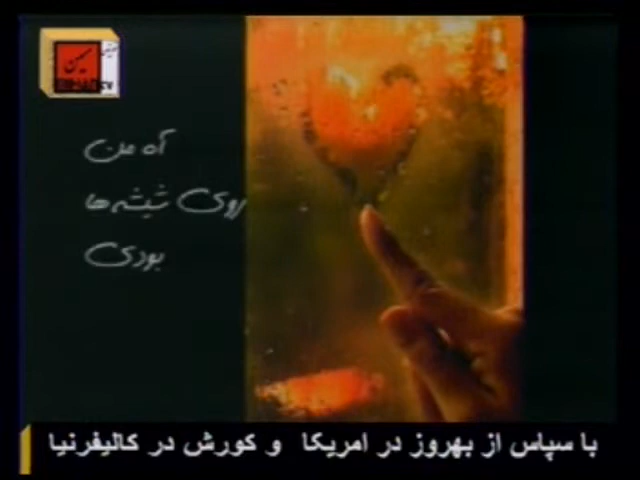 آه من
روی شیشه‌ها
بودی
با سپاس از بهروز در امریکا و کورش در کالیفرنیا